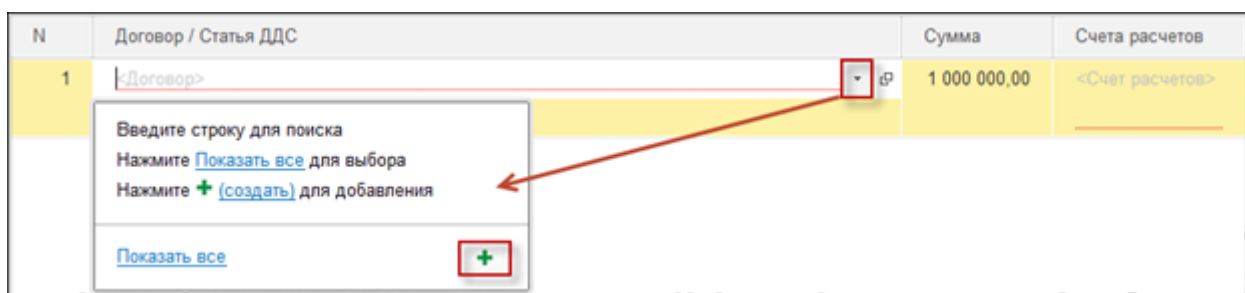 N Договор / Статья ДДС Сумма Счета расчетов
1 <Договор> 1 000 000,00 <Счет расчетов>
Введите строку для поиска
Нажмите Показать все для выбора
Нажмите + (создать) для добавления
Показать все +